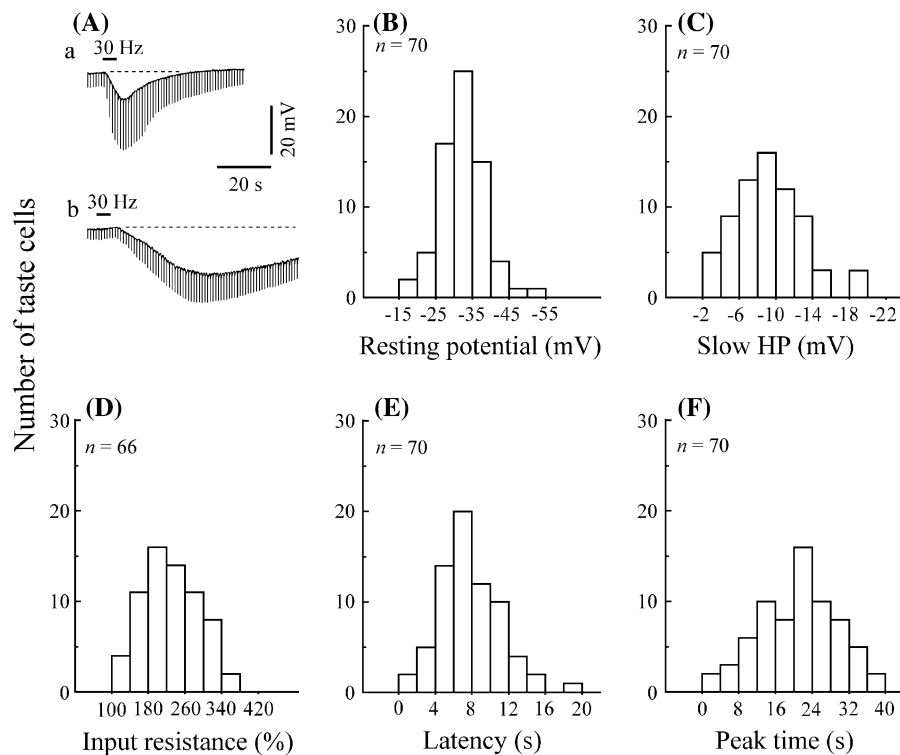 (A)
a
30 Hz
20 mV
20 s
b
30 Hz
Number of taste cells
(B)
n = 70
30
20
10
0
-15 -25 -35 -45 -55
Resting potential (mV)
(C)
n = 70
30
20
10
0
-2 -6 -10 -14 -18 -22
Slow HP (mV)
(D)
n = 66
30
20
10
0
100 180 260 340 420
Input resistance (%)
(E)
n = 70
30
20
10
0
0 4 8 12 16 20
Latency (s)
(F)
n = 70
30
20
10
0
0 8 16 24 32 40
Peak time (s)